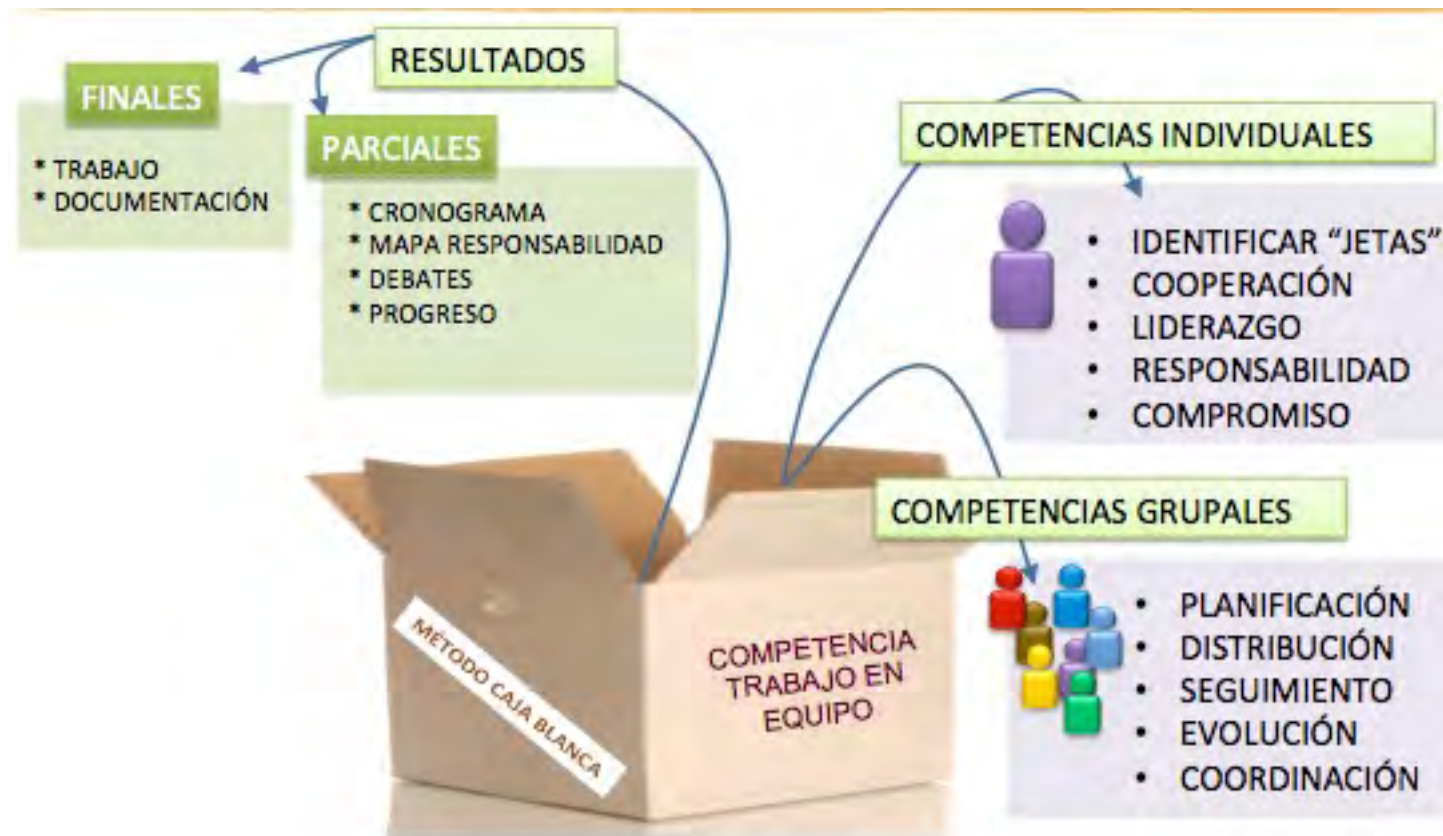 RESULTADOS
FINALES
* TRABAJO
* DOCUMENTACIÓN
PARCIALES
* CRONOGRAMA
* MAPA RESPONSABILIDAD
* DEBATES
* PROGRESO
COMPETENCIAS INDIVIDUALES
• IDENTIFICAR “JETAS”
• COOPERACIÓN
• LIDERAZGO
• RESPONSABILIDAD
• COMPROMISO
COMPETENCIAS GRUPALES
• PLANIFICACIÓN
• DISTRIBUCIÓN
• SEGUIMIENTO
• EVOLUCIÓN
• COORDINACIÓN
METODO CAJA BLANCA
COMPETENCIA
TRABAJO EN
EQUIPO